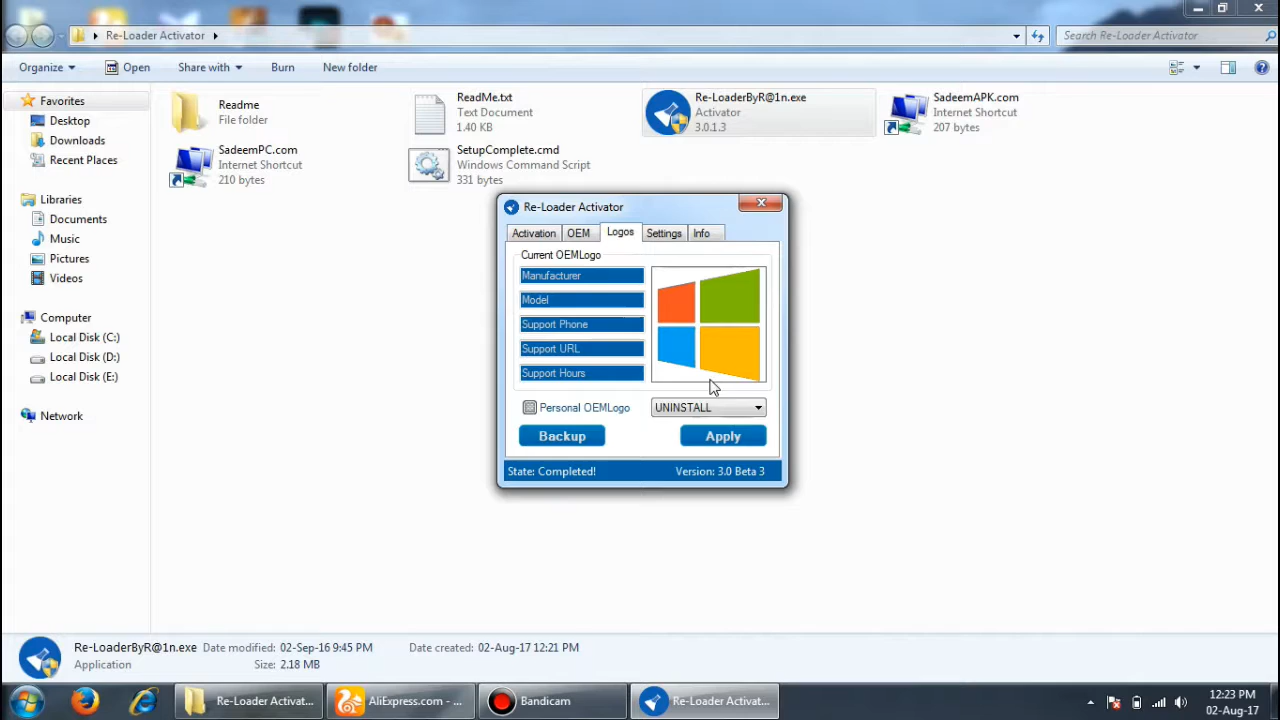 Re-Loader Activator
Search Re-Loader Activator
Organize Open Share with Burn New folder
Favorites
Desktop
Downloads
Recent Places
Libraries
Documents
Music
Pictures
Videos
Computer
Local Disk (C:)
Local Disk (D:)
Local Disk (E:)
Network
Readme
File folder
ReadMe.txt
Text Document
1.40 KB
Re-LoaderByR@1n.exe
Activator
3.0.1.3
SadeemAPK.com
Internet Shortcut
207 bytes
SadeemPC.com
Internet Shortcut
210 bytes
SetupComplete.cmd
Windows Command Script
331 bytes
Re-Loader Activator
Activation OEM Logos Settings Info
Current OEMLogo
Manufacturer
Model
Support Phone
Support URL
Support Hours
Personal OEMLogo
UNINSTALL
Backup Apply
State: Completed! Version: 3.0 Beta 3
Re-LoaderByR@1n.exe Date modified: 02-Sep-16 9:45 PM Date created: 02-Aug-17 12:21 PM
Application Size: 2.18 MB
Re-Loader Activat...
AliExpress.com - ...
Bandicam
Re-Loader Activat...
12:23 PM
02-Aug-17